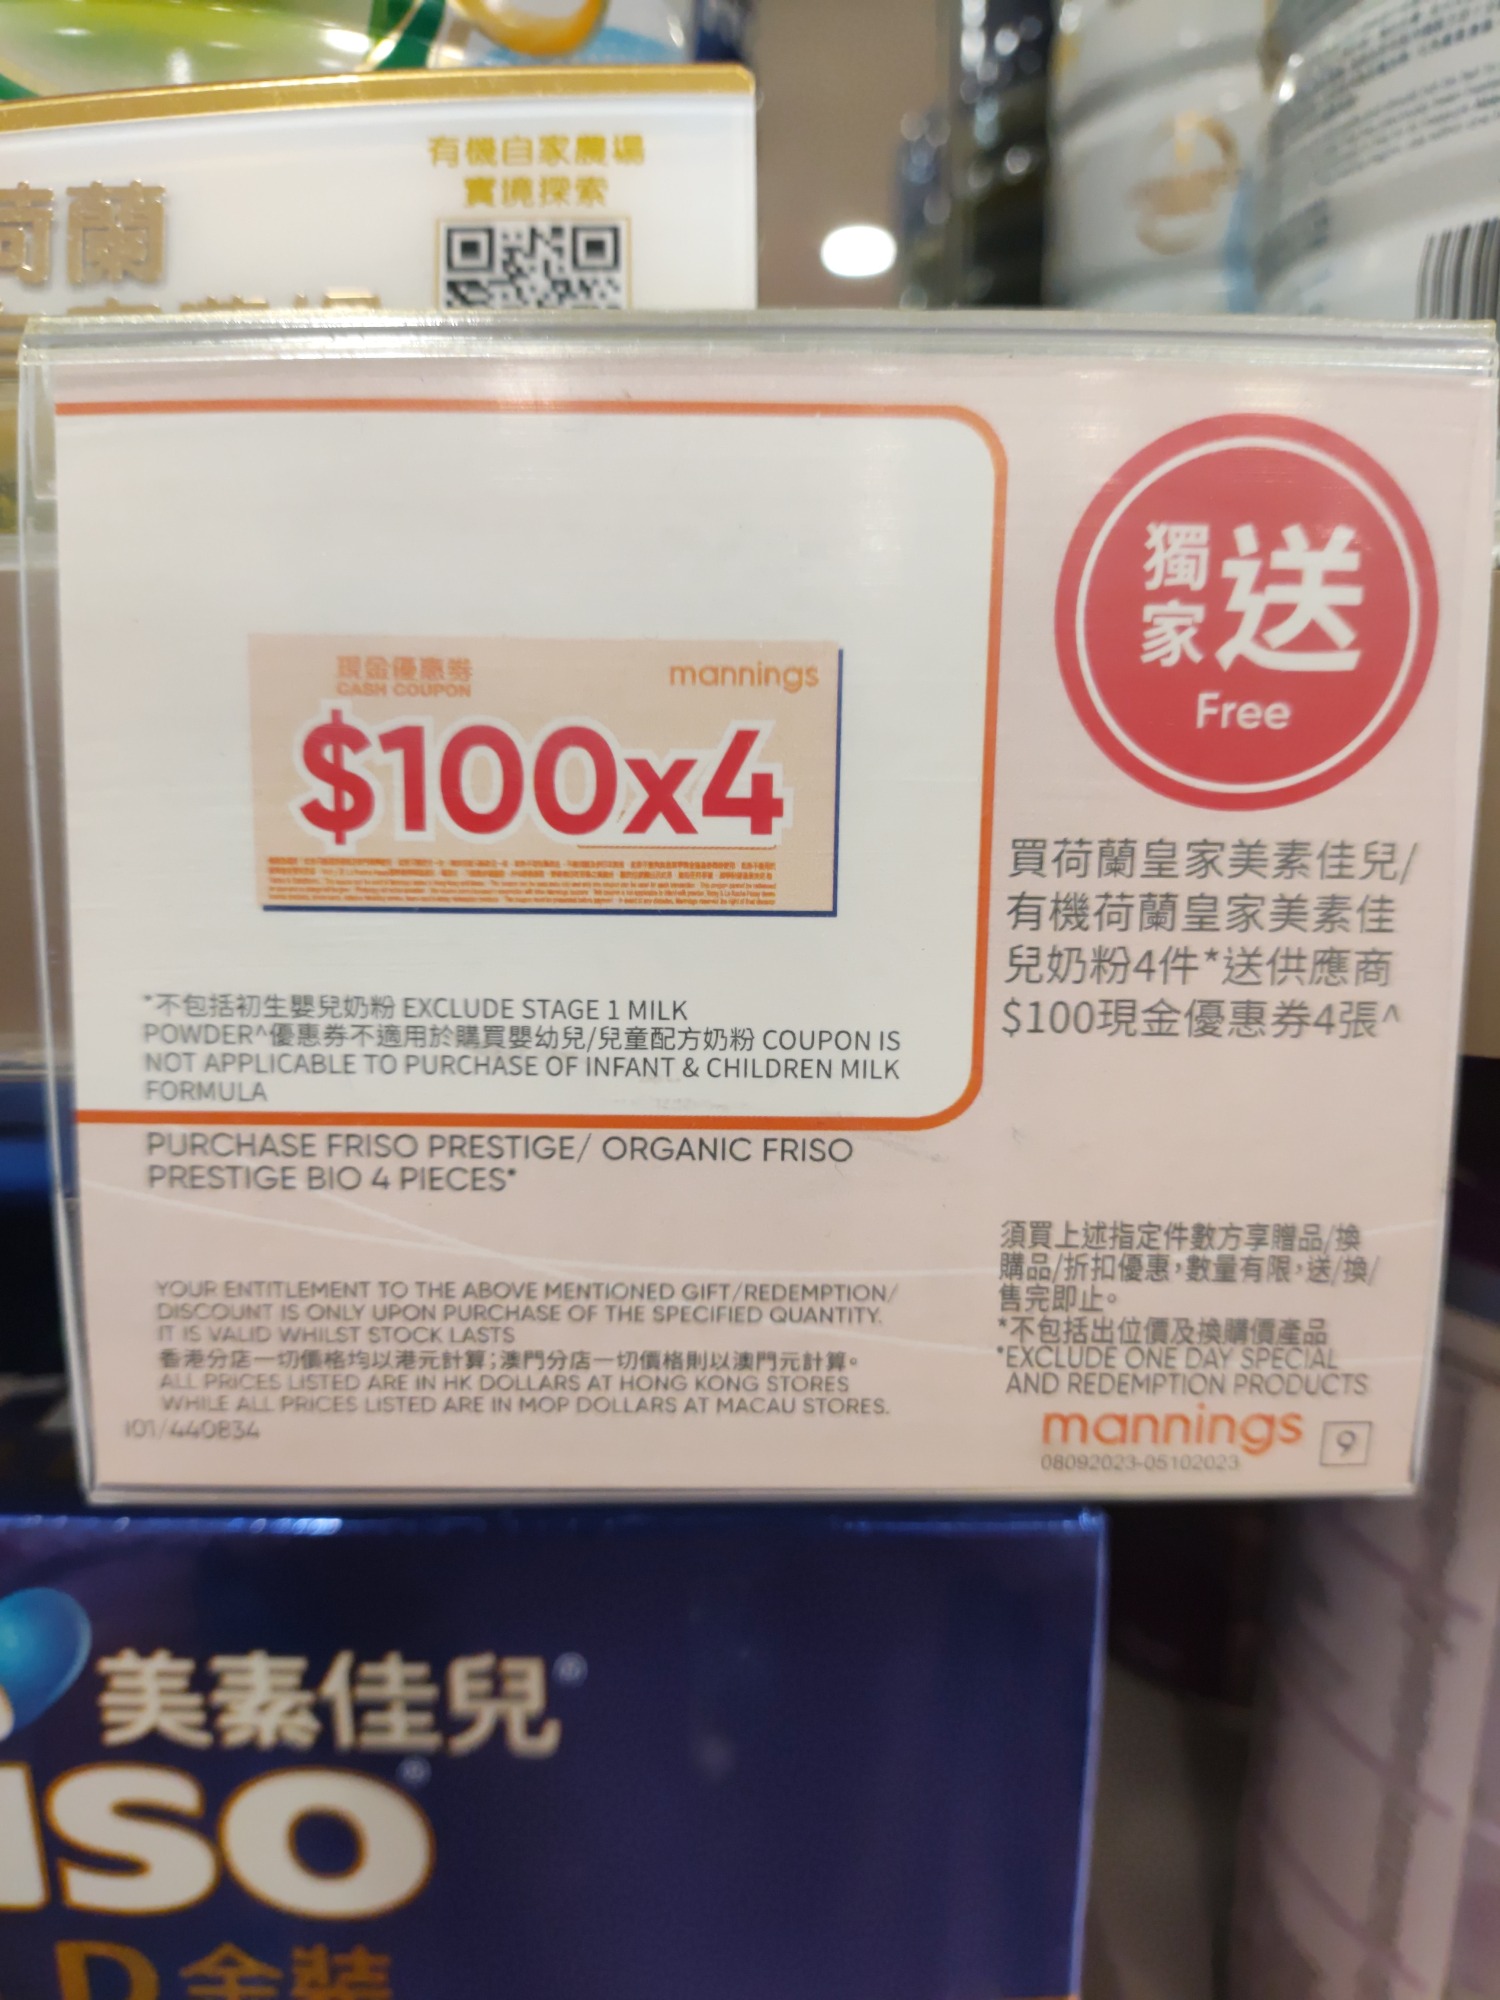 有機自家農場
實境探索
荷蘭
獨家送
Free
現金優惠券
CASH COUPON
mannings
$100x4
買荷蘭皇家美素佳兒/
有機荷蘭皇家美素佳
兒奶粉4件*送供應商
$100現金優惠券4張^
*不包括初生嬰兒奶粉 EXCLUDE STAGE 1 MILK
POWDER^優惠券不適用於購買嬰幼兒/兒童配方奶粉 COUPON IS
NOT APPLICABLE TO PURCHASE OF INFANT & CHILDREN MILK
FORMULA
PURCHASE FRISO PRESTIGE/ ORGANIC FRISO
PRESTIGE BIO 4 PIECES*
YOUR ENTITLEMENT TO THE ABOVE MENTIONED GIFT/REDEMPTION/
DISCOUNT IS ONLY UPON PURCHASE OF THE SPECIFIED QUANTITY.
IT IS VALID WHILST STOCK LASTS
香港分店一切價格均以港元計算;澳門分店一切價格則以澳門元計算。
ALL PRICES LISTED ARE IN HK DOLLARS AT HONG KONG STORES
WHILE ALL PRICES LISTED ARE IN MOP DOLLARS AT MACAU STORES.
I01/440834
須買上述指定件數方享贈品/換
購品/折扣優惠,數量有限,送/換/
售完即止。
*不包括出位價及換購價產品
*EXCLUDE ONE DAY SPECIAL
AND REDEMPTION PRODUCTS
mannings 9
08092023-05102023
美素佳兒®
ISO®
D 金裝